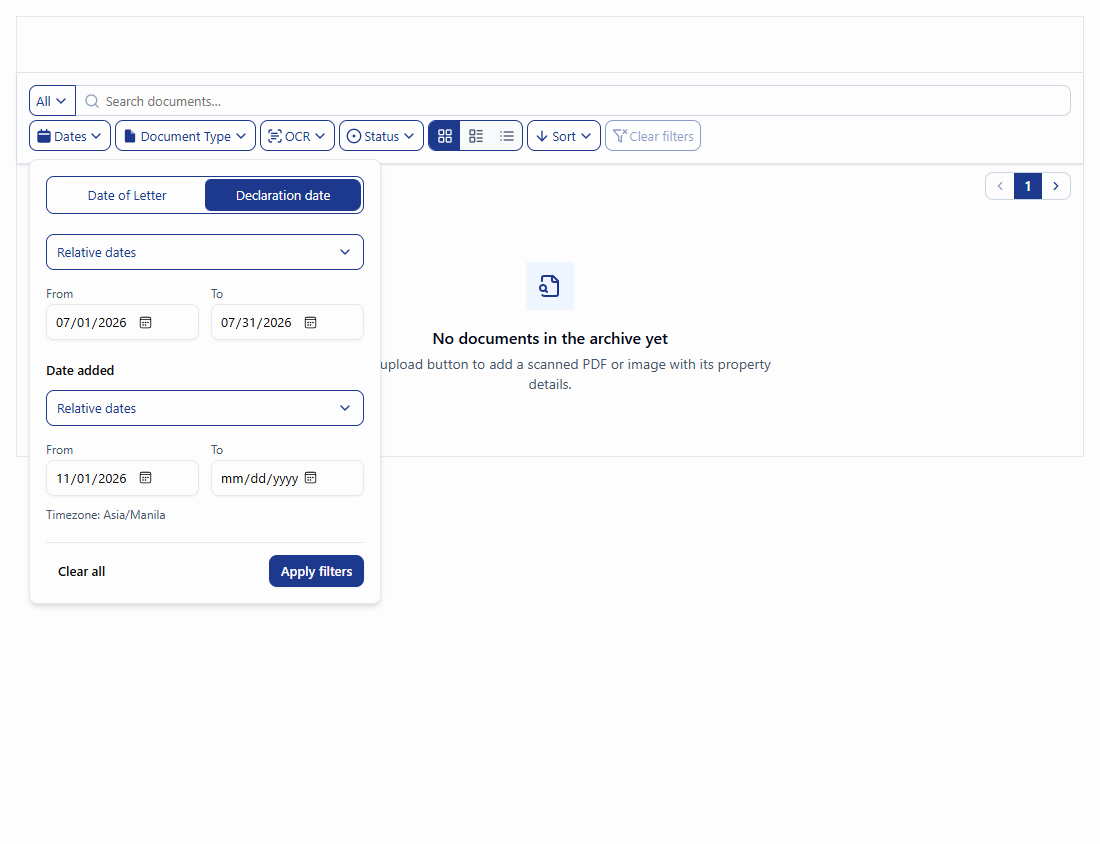 All
Search documents...
Dates
Document Type
OCR
Status
Sort
Clear filters
Date of Letter
Declaration date
1
Relative dates
From
To
07/01/2026
07/31/2026
No documents in the archive yet
upload button to add a scanned PDF or image with its property
details.
Date added
Relative dates
From
To
11/01/2026
mm/dd/yyyy
Timezone: Asia/Manila
Clear all
Apply filters